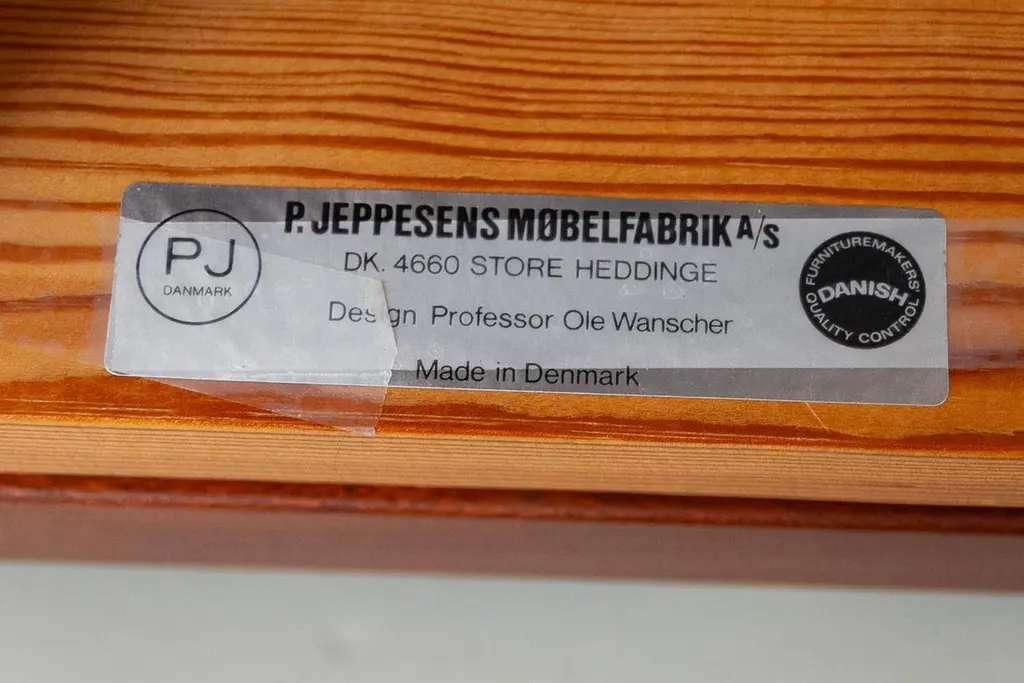 PJ
DANMARK
P. JEPPESENS MØBELFABRIK A/S
DK. 4660 STORE HEDDINGE
Design Professor Ole Wanscher
Made in Denmark
FURNITUREMAKERS'
DANISH
QUALITY CONTROL